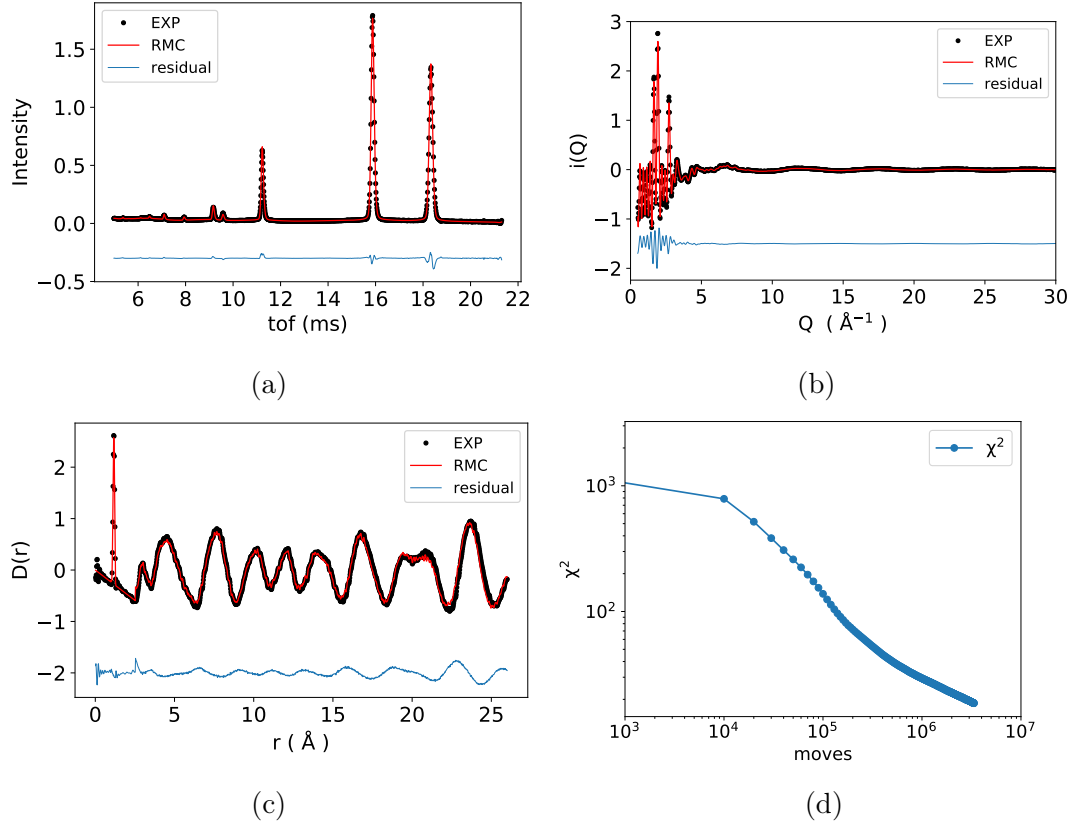 EXP
RMC
residual
Intensity
1.5
1.0
0.5
0.0
−0.5
6 8 10 12 14 16 18 20 22
tof (ms)
(a)
EXP
RMC
residual
i(Q)
3
2
1
0
−1
−2
0 5 10 15 20 25 30
Q ( Å⁻¹ )
(b)
EXP
RMC
residual
D(r)
2
1
0
−1
−2
0 5 10 15 20 25
r ( Å )
(c)
χ²
χ²
10³
10²
10³ 10⁴ 10⁵ 10⁶ 10⁷
moves
(d)